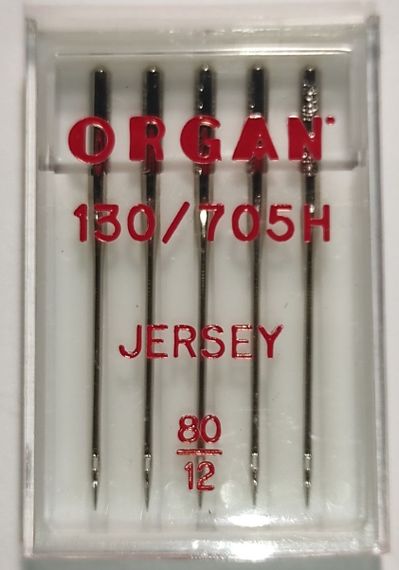 ORGAN
130/705H
JERSEY
80
12